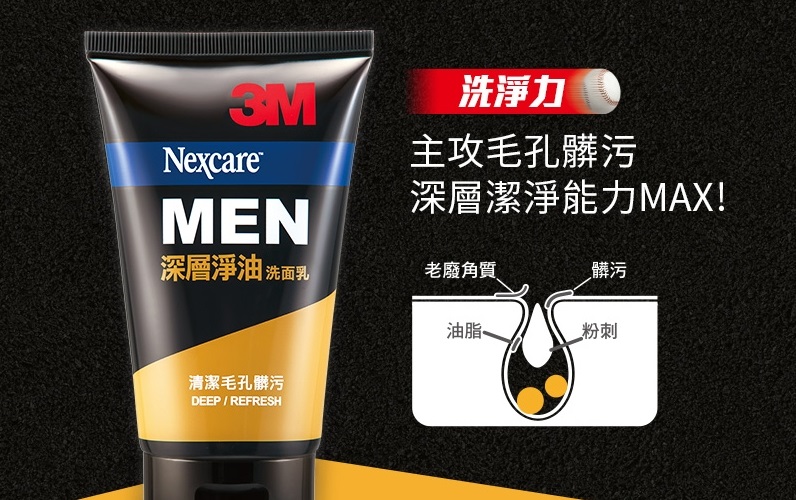 3M
Nexcare™
MEN
深層淨油 洗面乳
清潔毛孔髒污
DEEP / REFRESH
洗淨力
主攻毛孔髒污
深層潔淨能力MAX!
老廢角質
髒污
油脂
粉刺